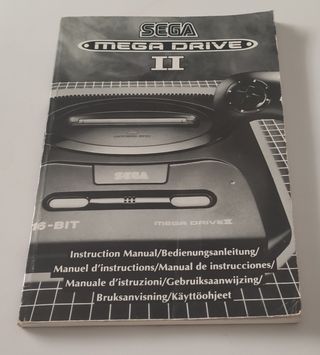 SEGA
MEGA DRIVE
II
SEGA
16-BIT
MEGA DRIVE II
Instruction Manual/Bedienungsanleitung/
Manuel d'instructions/Manual de instrucciones/
Manuale d'istruzioni/Gebruiksaanwijzing/
Bruksanvisning/Käyttöohjeet